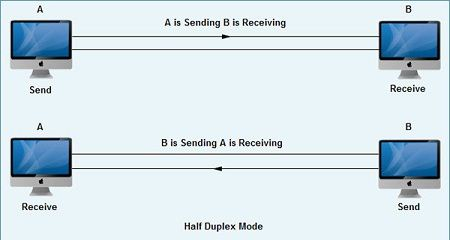 A
B
A is Sending B is Receiving
Send
Receive
A
B
B is Sending A is Receiving
Receive
Send
Half Duplex Mode